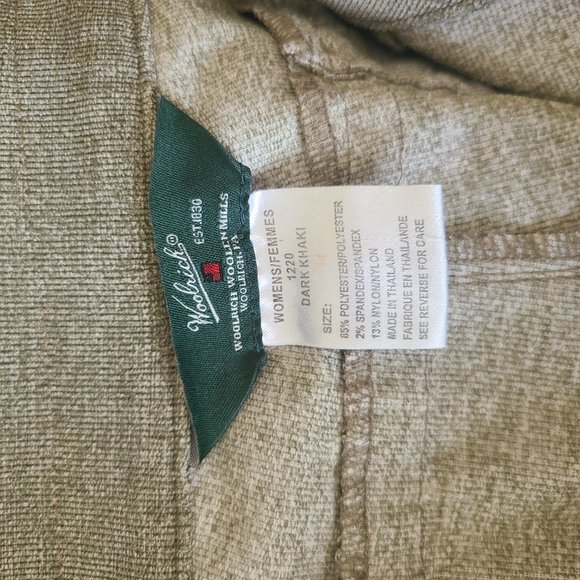 Woolrich®
EST.1830
WOOLRICH WOOLEN MILLS
WOOLRICH, PA
WOMENS/FEMMES
1220
DARK KHAKI
SIZE:
85% POLYESTER/POLYESTER
2% SPANDEX/SPANDEX
13% NYLON/NYLON
MADE IN THAILAND
FABRIQUE EN THAILANDE
SEE REVERSE FOR CARE